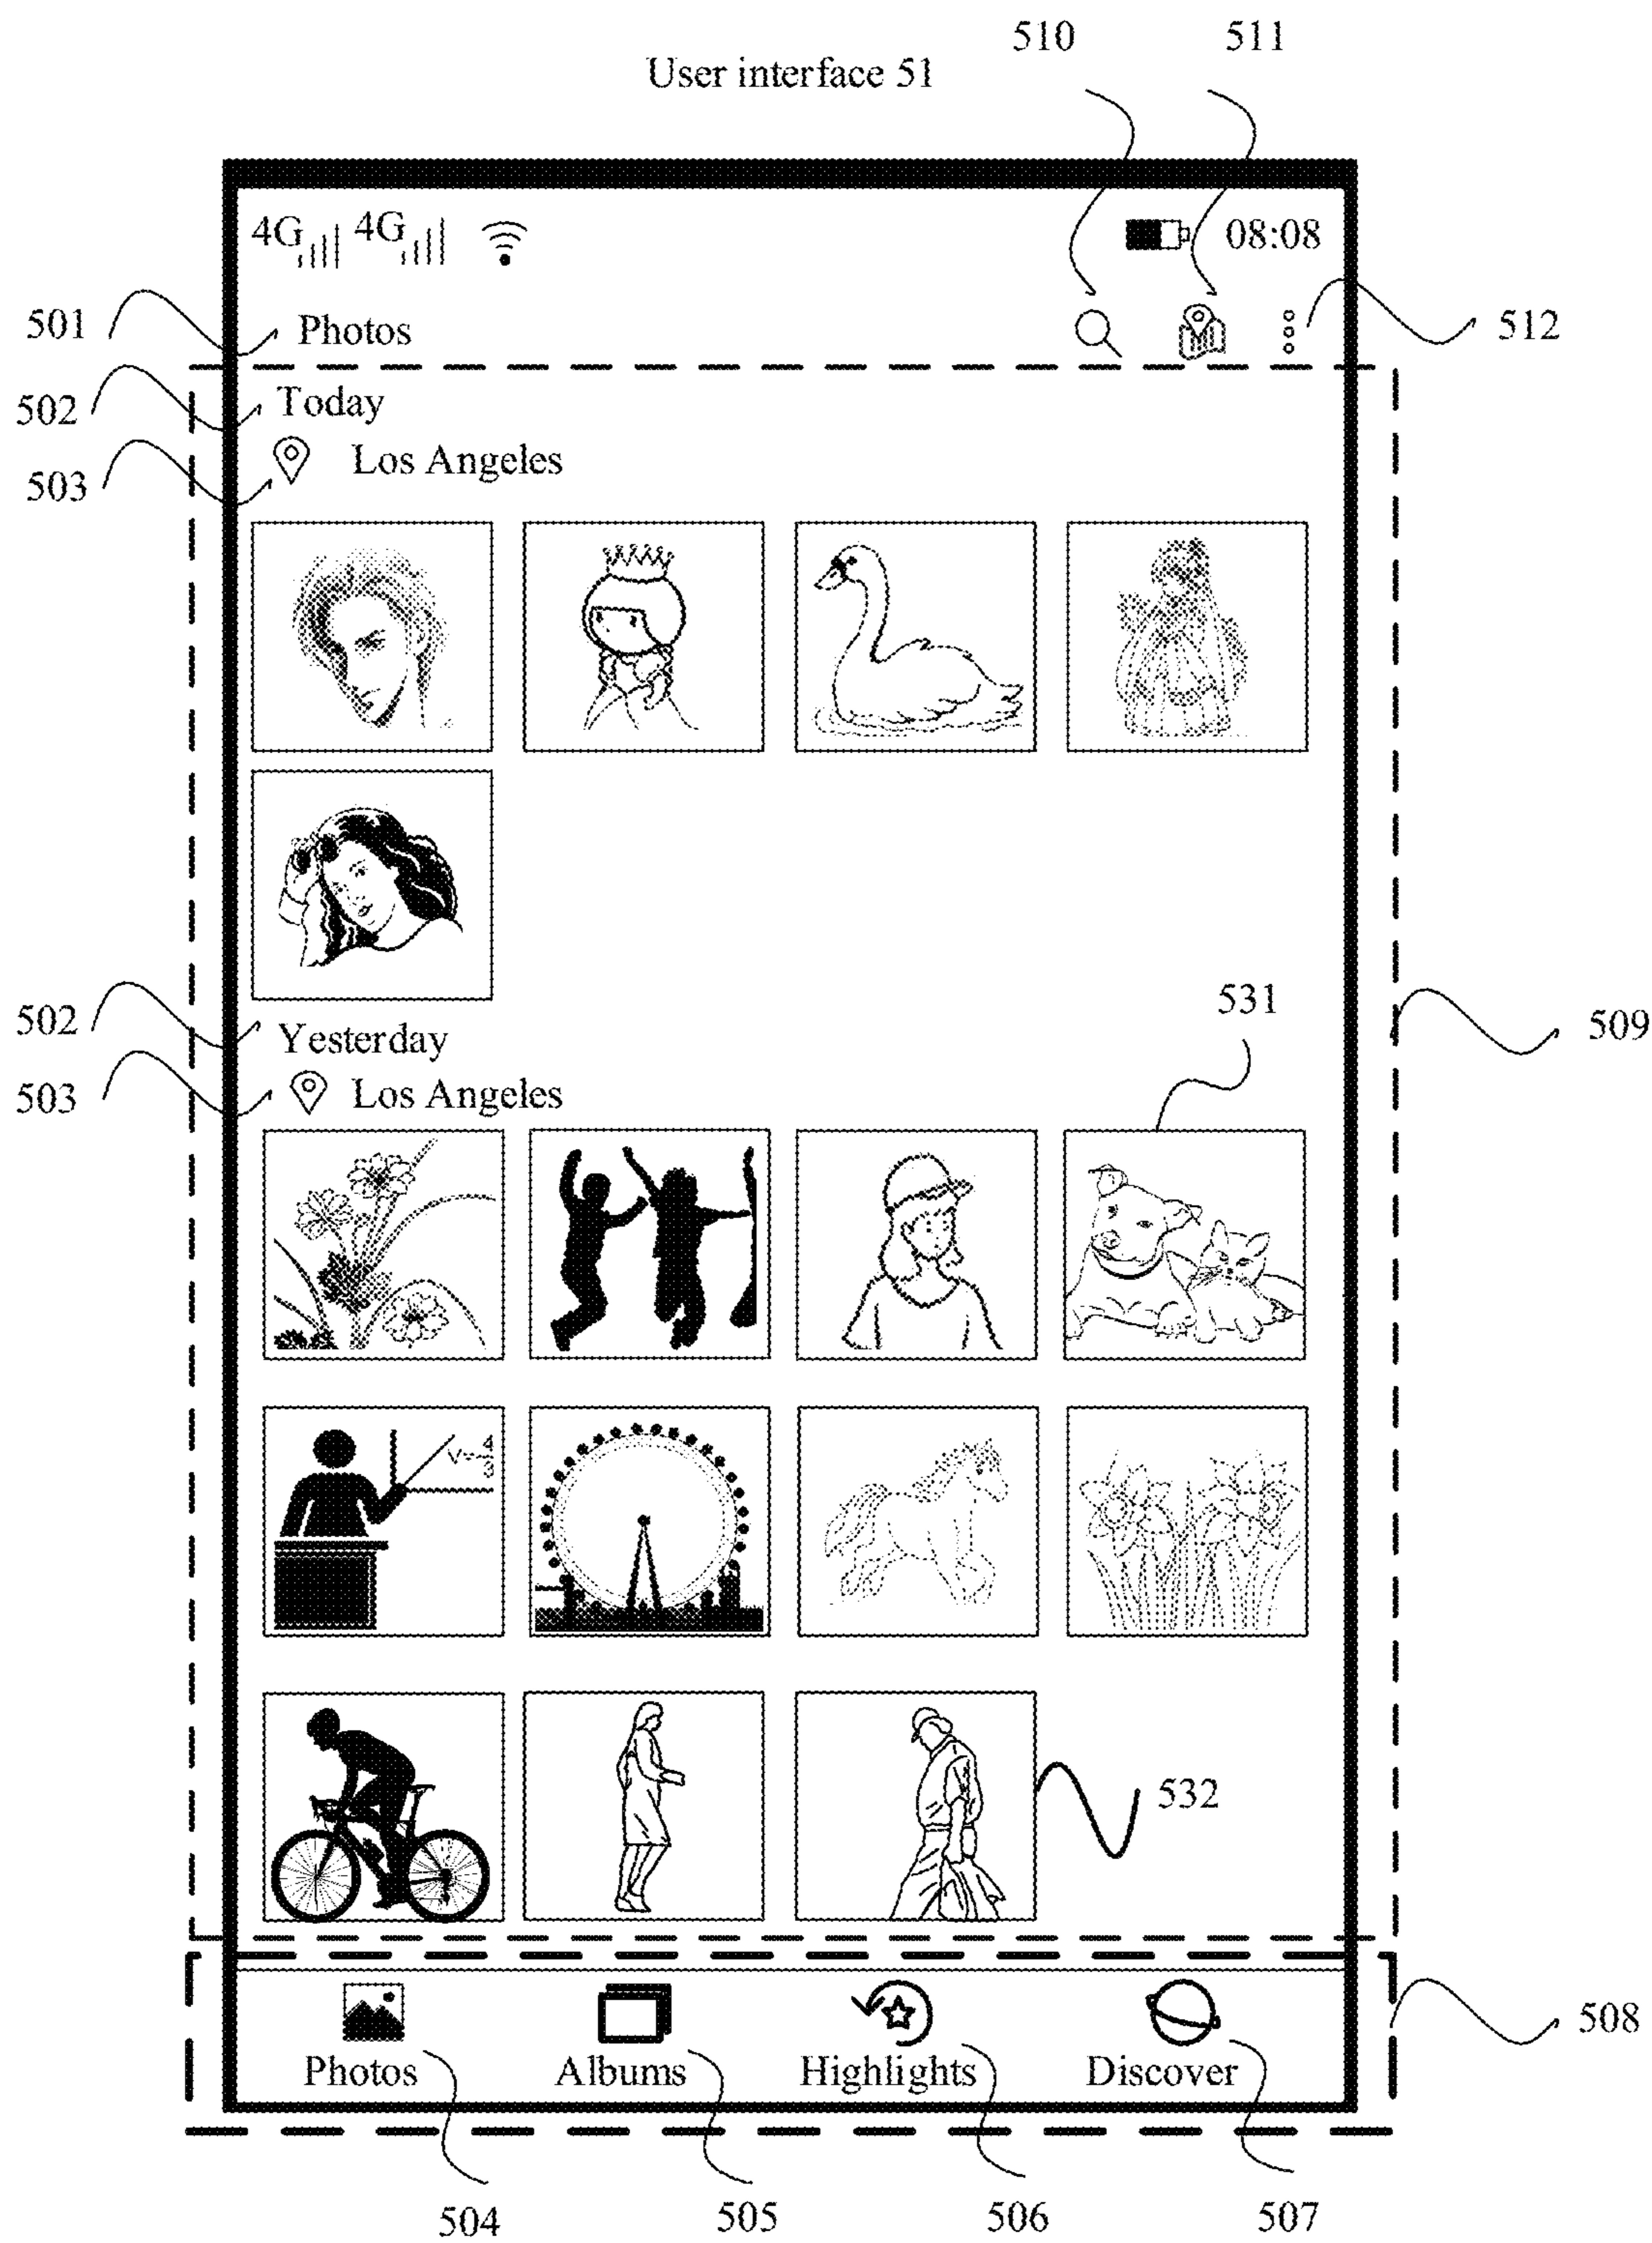 510 511
User interface 51
4G 4G 08:08
501 Photos 512
502 Today
503 Los Angeles
531
502 Yesterday 509
503 Los Angeles
V=4
3
532
Photos Albums Highlights Discover 508
504 505 506 507